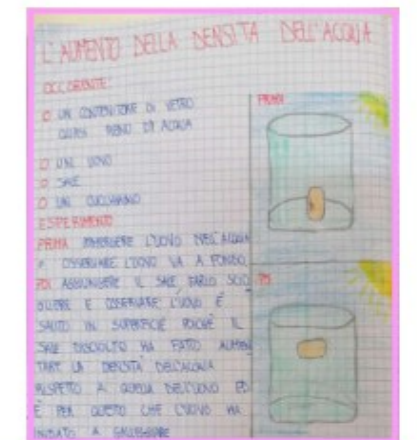 L'AUMENTO DELLA DENSITÀ DELL'ACQUA
OCCORENTE:
UN CONTENITORE DI VETRO
QUASI PIENO DI ACQUA
UN UOVO
SALE
UN CUCCHIAINO
ESPERIMENTO
PRIMA IMMERGERE L'UOVO NELL'ACQUA
E OSSERVARE L'UOVO VA A FONDO,
POI AGGIUNGERE IL SALE, FARLO SCIO
GLIERE E OSSERVARE L'UOVO È
SALITO IN SUPERFICIE POICHÈ IL
SALE DISCIOLTO HA FATTO AUMEN
TARE LA DENSITÀ DELL'ACQUA
RISPETTO A QUELLA DELL'UOVO ED
È PER QUESTO CHE L'UOVO HA
INIZIATO A GALLEGGIARE
PRIMA
POI